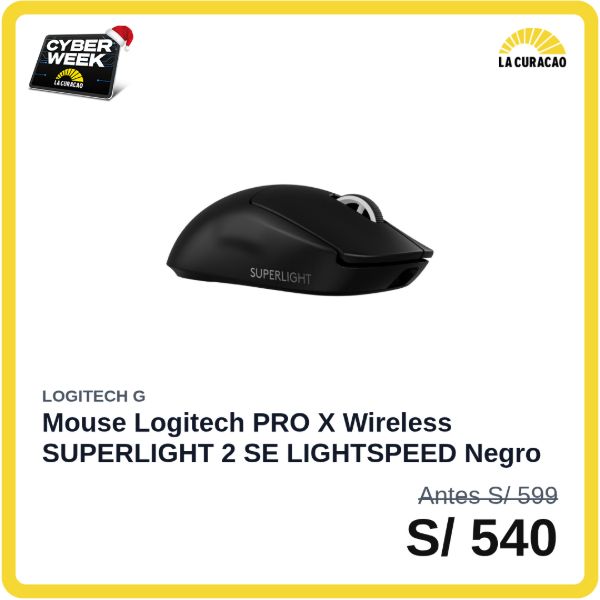 CYBER
WEEK
LA CURACAO
LA CURACAO
SUPERLIGHT
LOGITECH G
Mouse Logitech PRO X Wireless
SUPERLIGHT 2 SE LIGHTSPEED Negro
Antes S/ 599
S/ 540